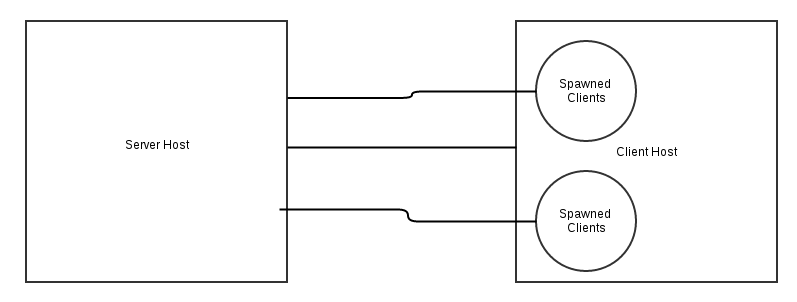 Server Host
Spawned
Clients
Client Host
Spawned
Clients